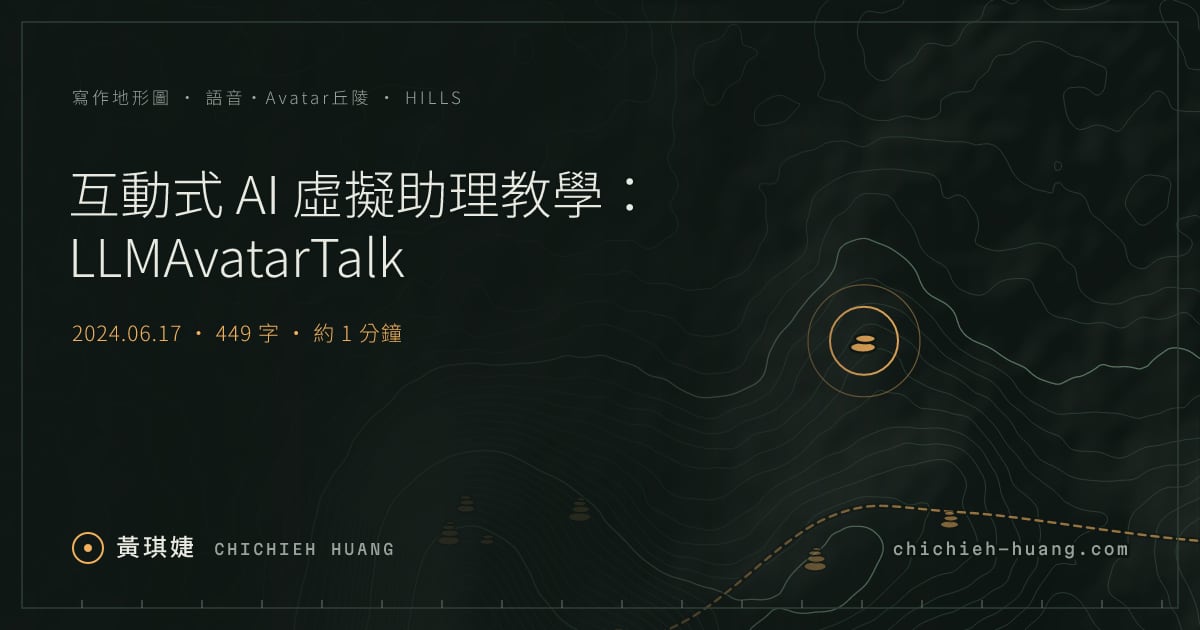 寫作地形圖 · 語音·Avatar丘陵 · HILLS
互動式 AI 虛擬助理教學：
LLMAvatarTalk
2024.06.17 · 449 字 · 約 1 分鐘
黃琪婕 CHICHIEH HUANG
chichieh-huang.com